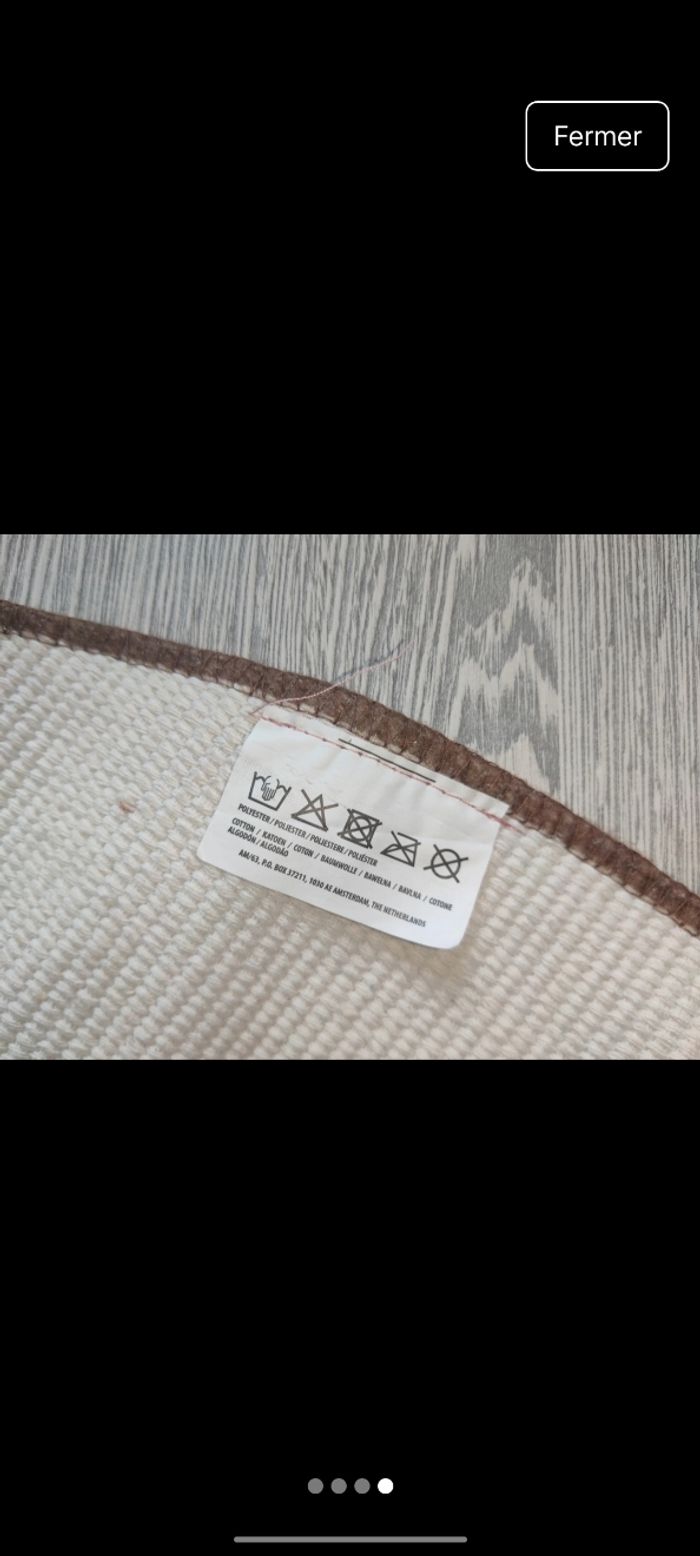 Fermer
POLYESTER / POLIESTER / POLIESTERE / POLIÉSTER
COTTON / KATOEN / COTON / BAUMWOLLE / BAWEŁNA / BAVLNA / COTONE
ALGODÓN / ALGODÃO
AM/63, P.O. BOX 37211, 1030 AE AMSTERDAM, THE NETHERLANDS